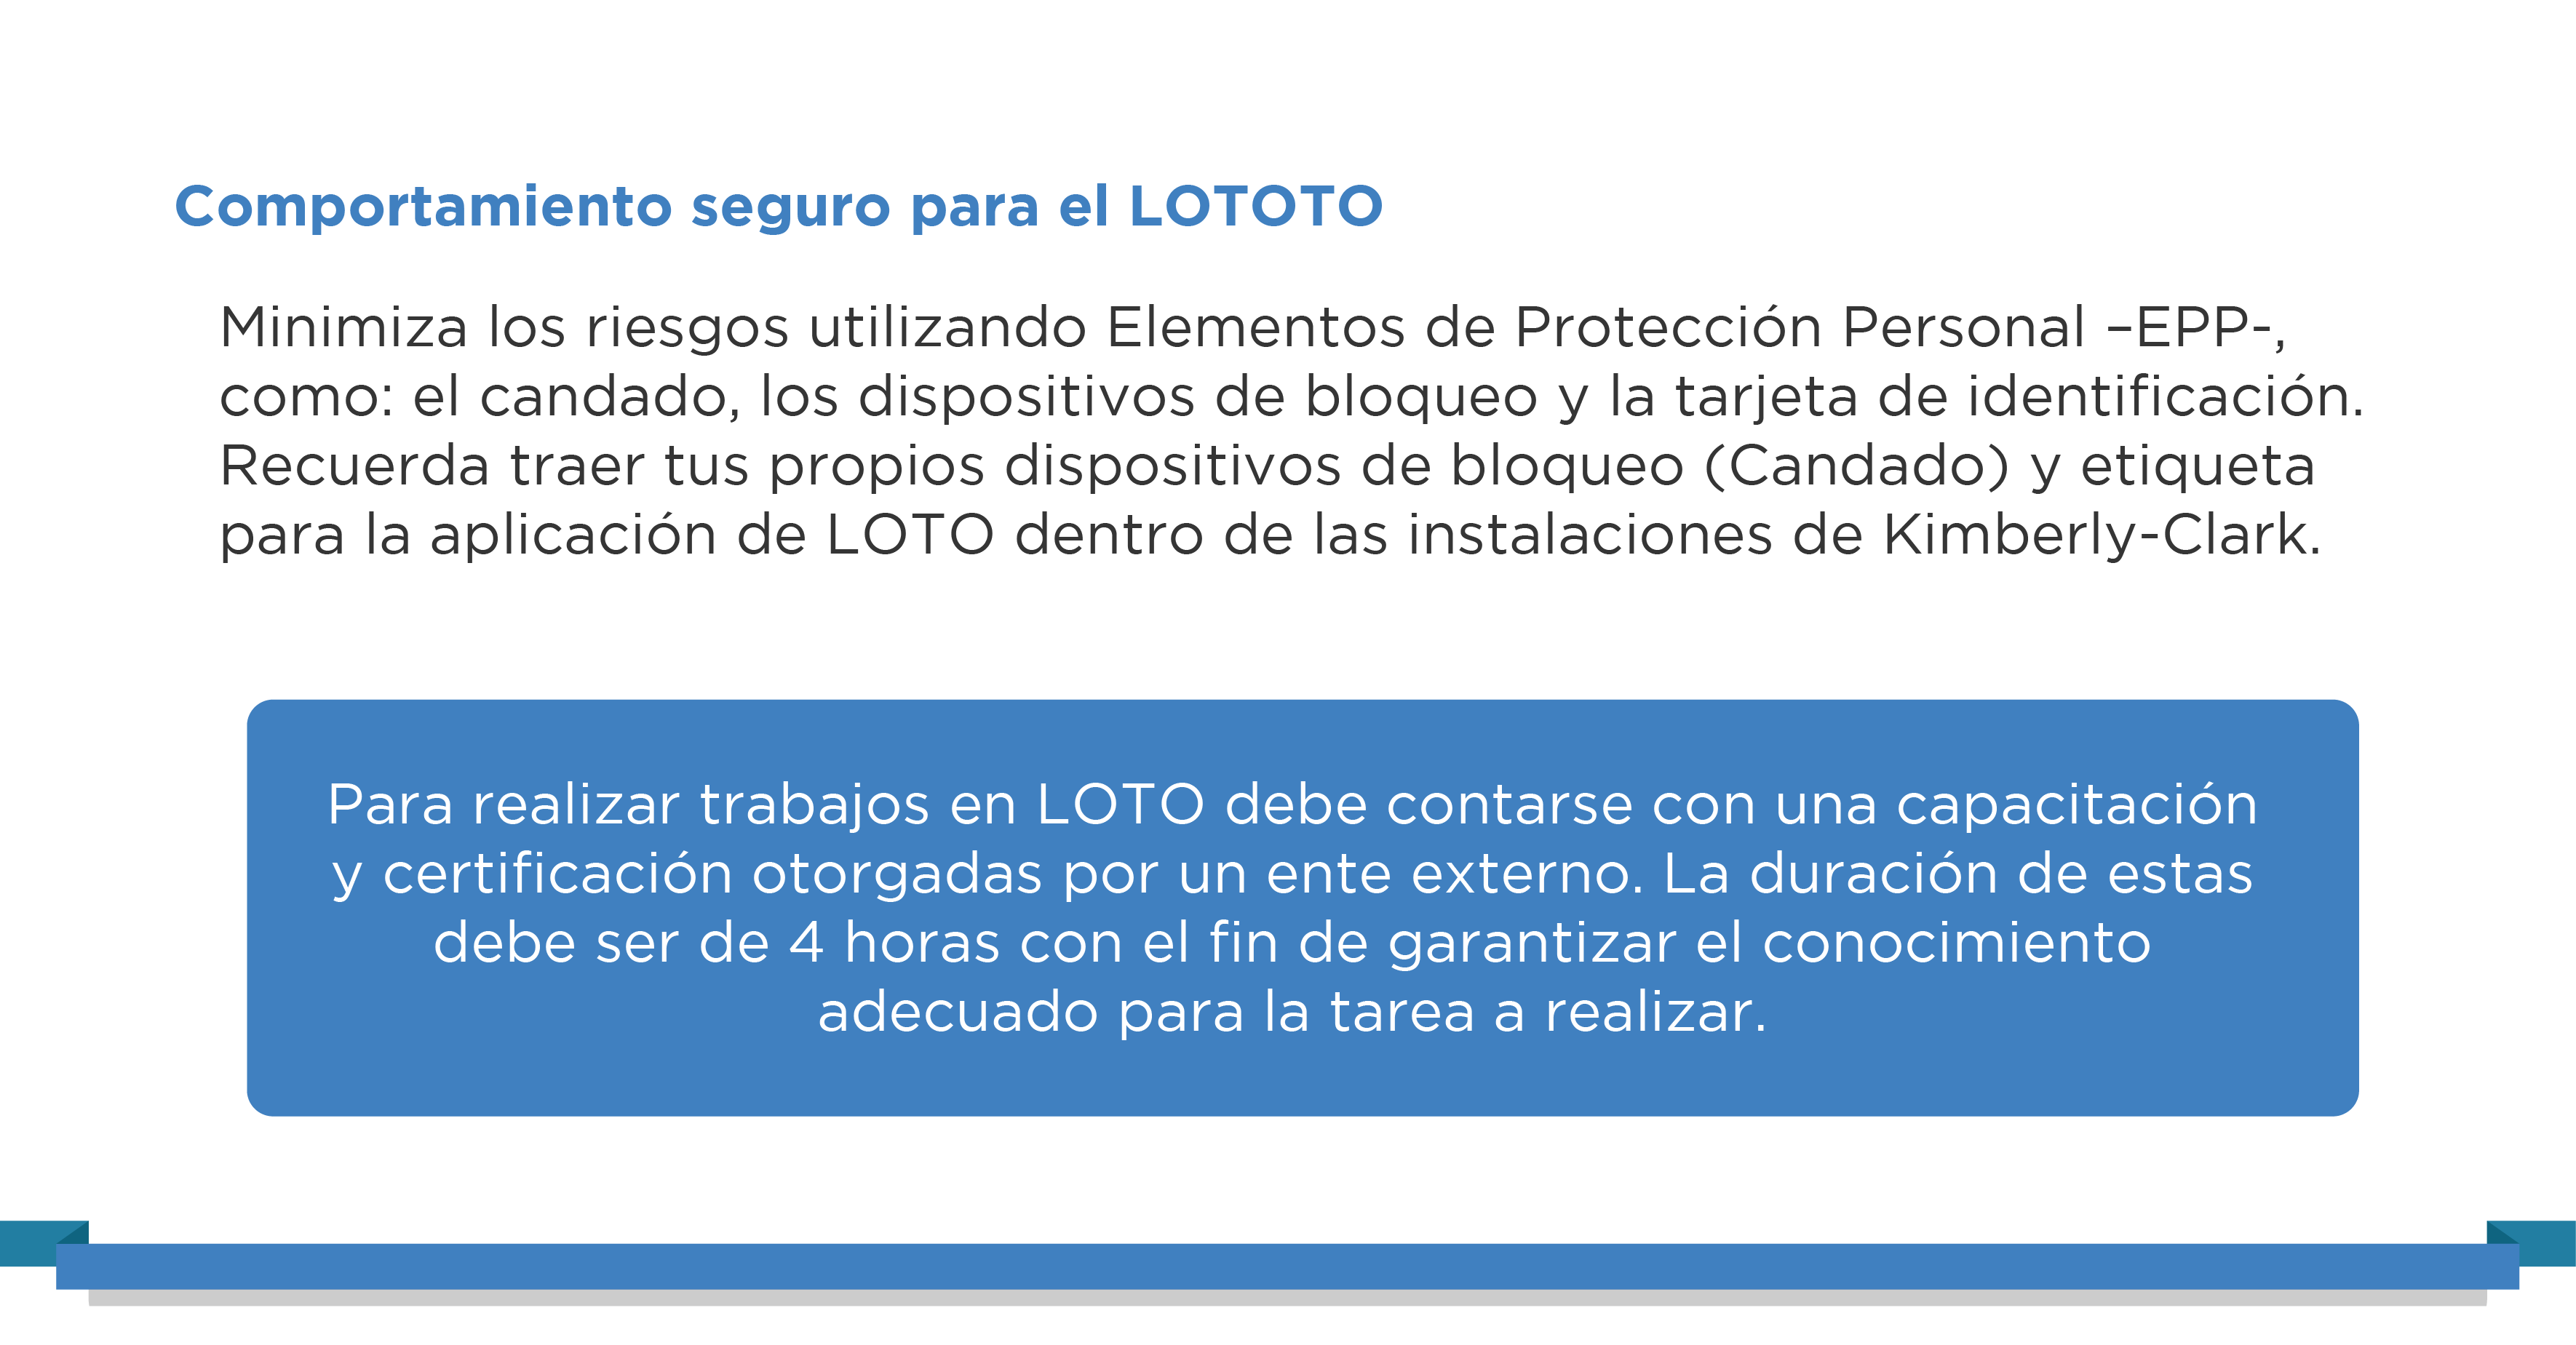 Comportamiento seguro para el LOTOTO
Minimiza los riesgos utilizando Elementos de Protección Personal –EPP-,
como: el candado, los dispositivos de bloqueo y la tarjeta de identificación.
Recuerda traer tus propios dispositivos de bloqueo (Candado) y etiqueta
para la aplicación de LOTO dentro de las instalaciones de Kimberly-Clark.
Para realizar trabajos en LOTO debe contarse con una capacitación
y certificación otorgadas por un ente externo. La duración de estas
debe ser de 4 horas con el fin de garantizar el conocimiento
adecuado para la tarea a realizar.